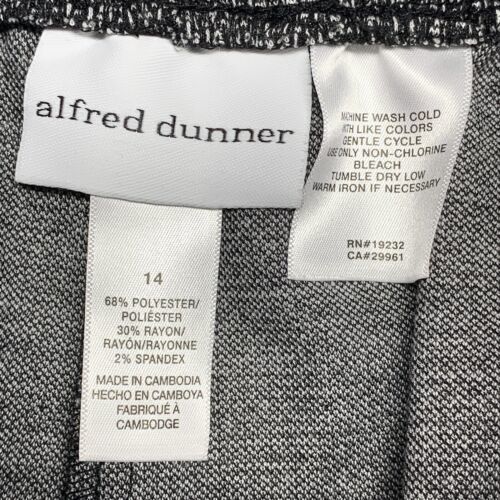 alfred dunner
14
68% POLYESTER/
POLIÉSTER
30% RAYON/
RAYÓN/RAYONNE
2% SPANDEX
MADE IN CAMBODIA
HECHO EN CAMBOYA
FABRIQUÉ À
CAMBODGE
MACHINE WASH COLD
WITH LIKE COLORS
GENTLE CYCLE
USE ONLY NON-CHLORINE
BLEACH
TUMBLE DRY LOW
WARM IRON IF NECESSARY
RN#19232
CA#29961